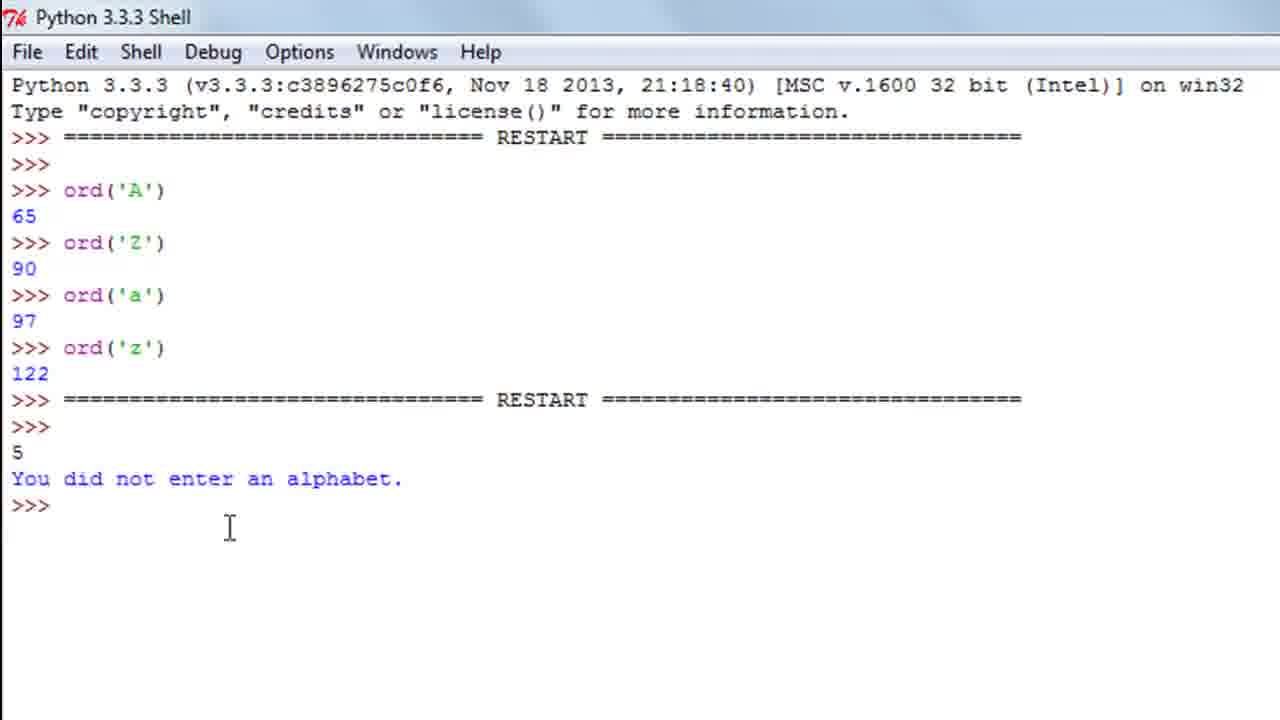 Python 3.3.3 Shell
File Edit Shell Debug Options Windows Help
Python 3.3.3 (v3.3.3:c3896275c0f6, Nov 18 2013, 21:18:40) [MSC v.1600 32 bit (Intel)] on win32
Type "copyright", "credits" or "license()" for more information.
>>> ================================ RESTART ================================
>>>
>>> ord('A')
65
>>> ord('Z')
90
>>> ord('a')
97
>>> ord('z')
122
>>> ================================ RESTART ================================
>>>
5
You did not enter an alphabet.
>>>